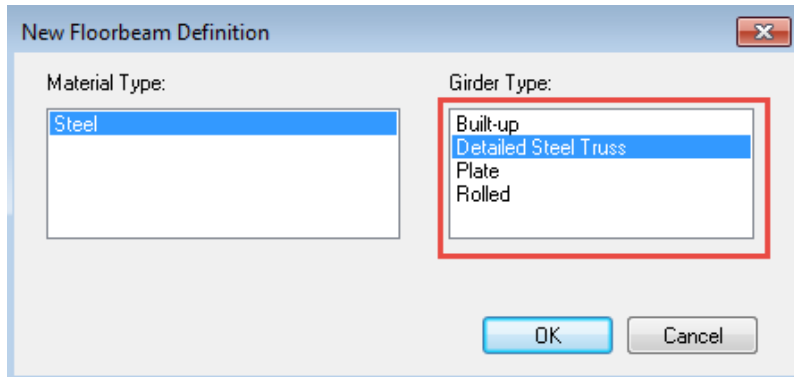 New Floorbeam Definition
Material Type:
Girder Type:
Steel
Built-up
Detailed Steel Truss
Plate
Rolled
OK
Cancel